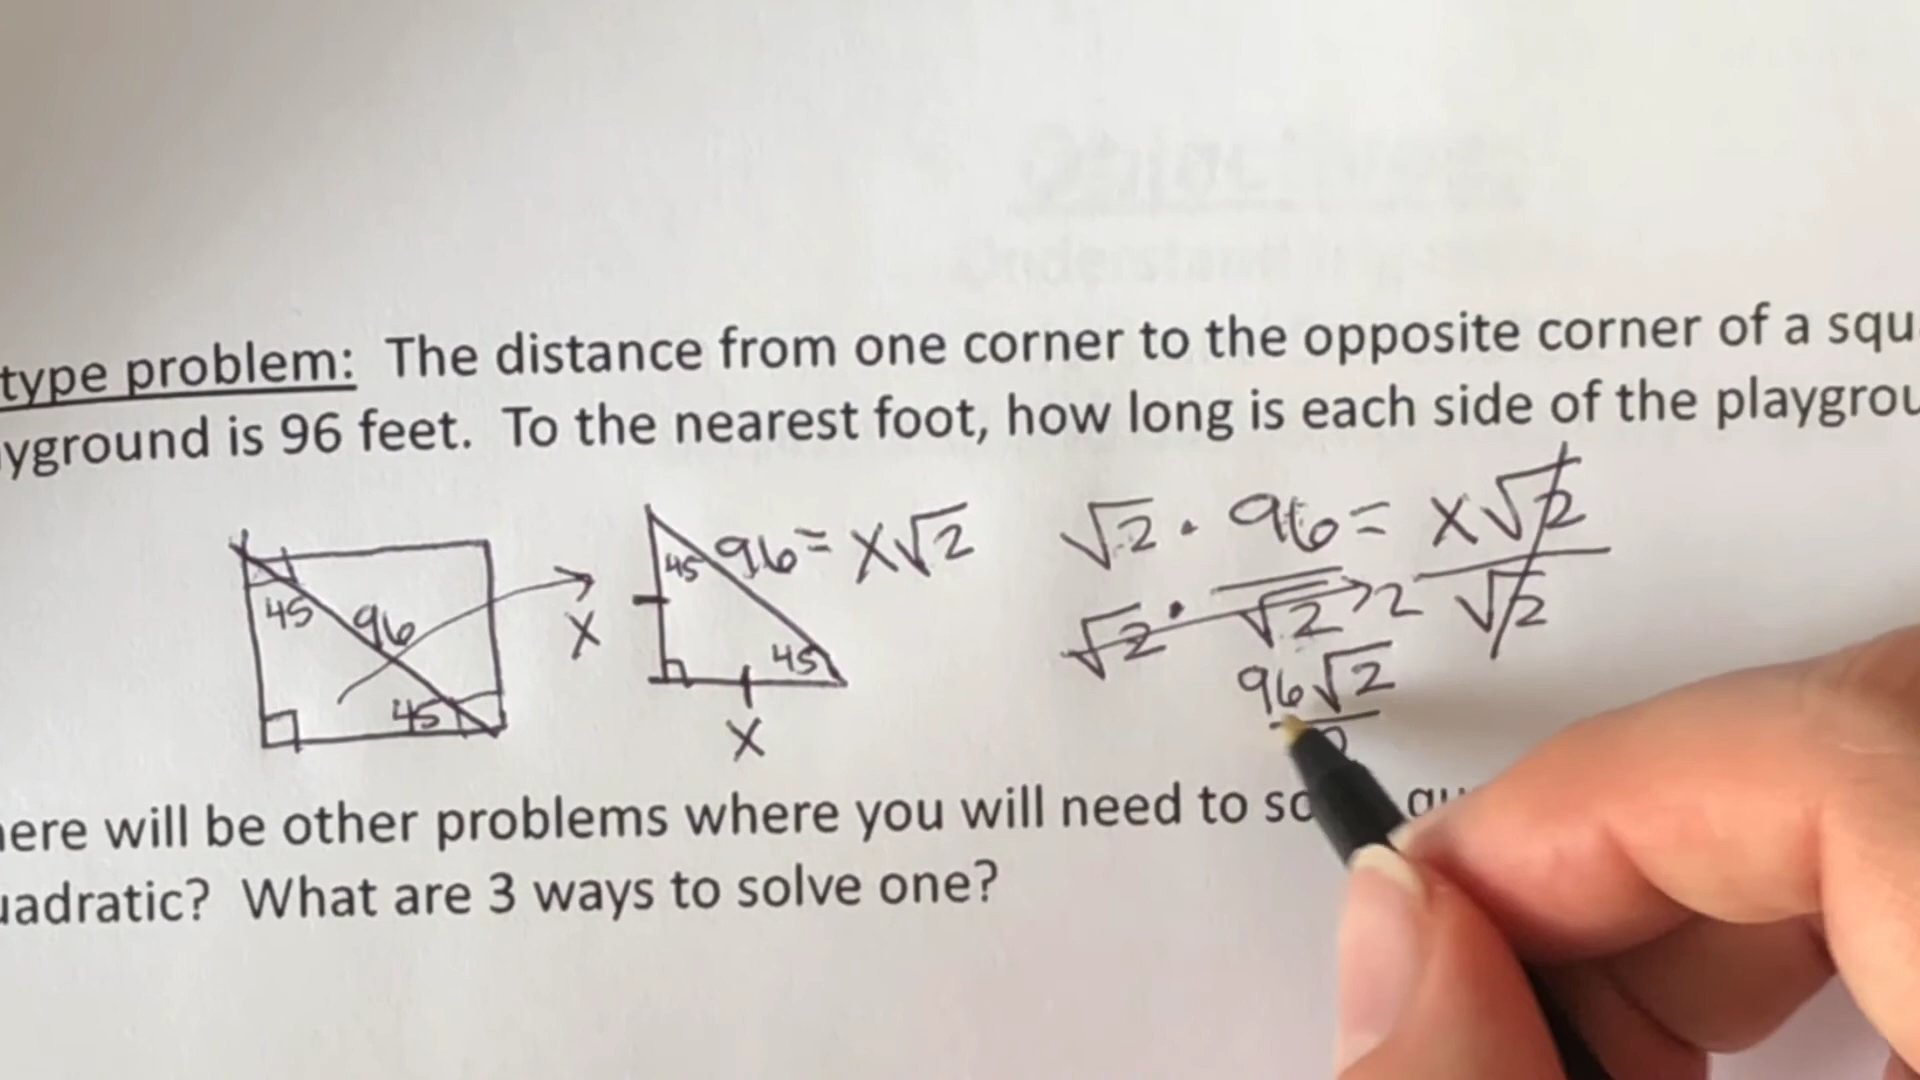 type problem: The distance from one corner to the opposite corner of a squ
yground is 96 feet. To the nearest foot, how long is each side of the playgrou
45
96
45
X
45
96 = x√2
45
X
√2 · 96 = x√2
√2 · √2 > 2 √2
96√2
ere will be other problems where you will need to so
uadratic? What are 3 ways to solve one?